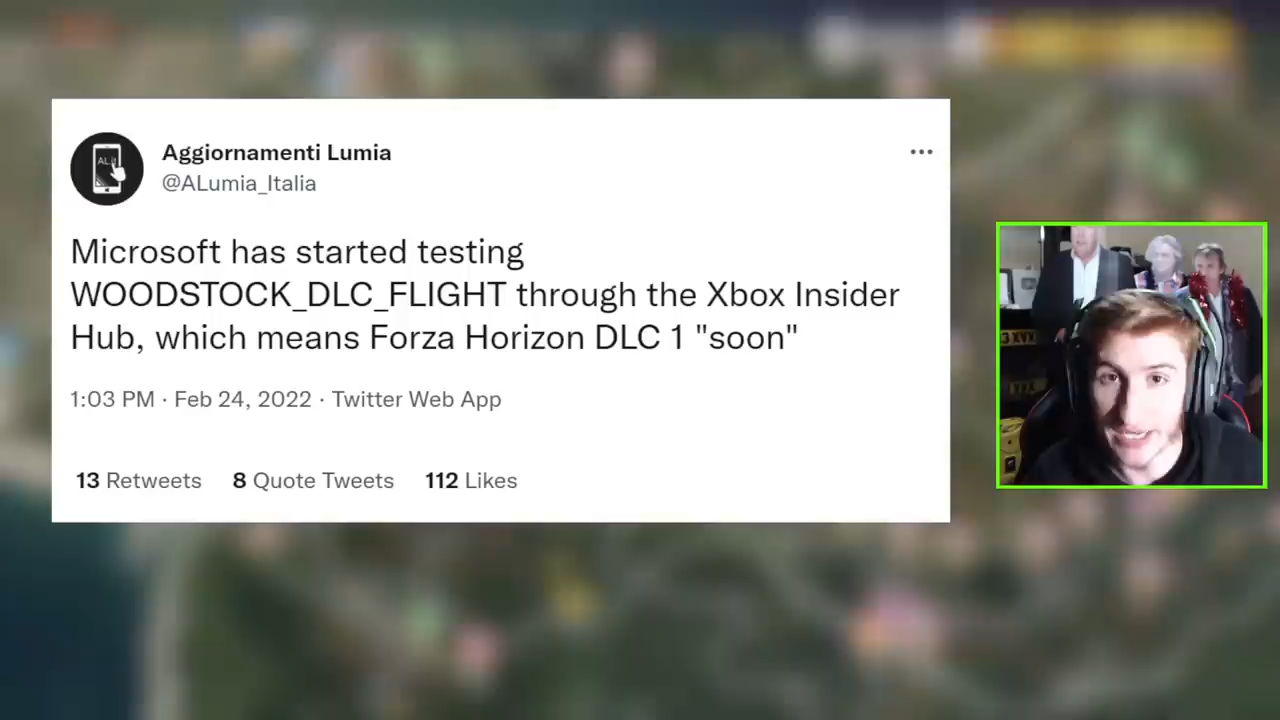 Aggiornamenti Lumia
@ALumia_Italia
Microsoft has started testing
WOODSTOCK_DLC_FLIGHT through the Xbox Insider
Hub, which means Forza Horizon DLC 1 "soon"
1:03 PM · Feb 24, 2022 · Twitter Web App
13 Retweets 8 Quote Tweets 112 Likes